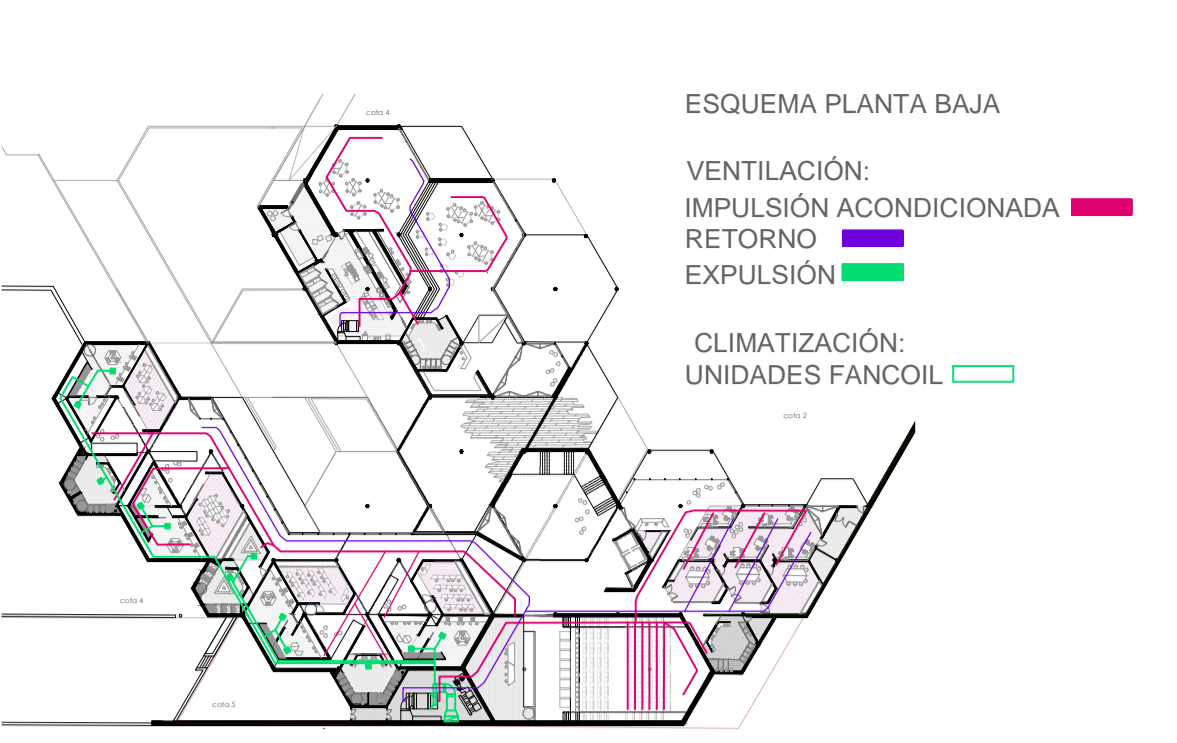 cota 4
ESQUEMA PLANTA BAJA
VENTILACIÓN:
IMPULSIÓN ACONDICIONADA
RETORNO
EXPULSIÓN
CLIMATIZACIÓN:
UNIDADES FANCOIL
cota 2
cota 4
cota 5